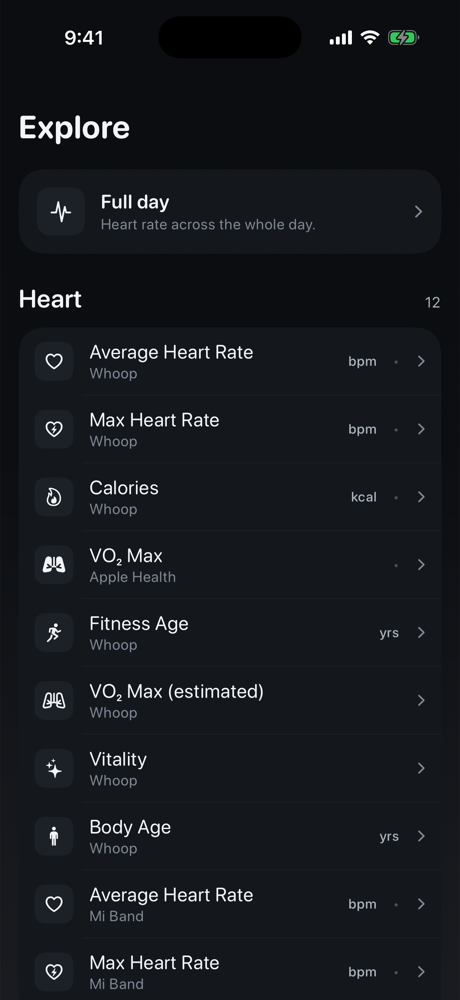 9:41
Explore
Full day
Heart rate across the whole day.
Heart
12
Average Heart Rate
Whoop
bpm
Max Heart Rate
Whoop
bpm
Calories
Whoop
kcal
VO₂ Max
Apple Health
Fitness Age
Whoop
yrs
VO₂ Max (estimated)
Whoop
Vitality
Whoop
Body Age
Whoop
yrs
Average Heart Rate
Mi Band
bpm
Max Heart Rate
Mi Band
bpm